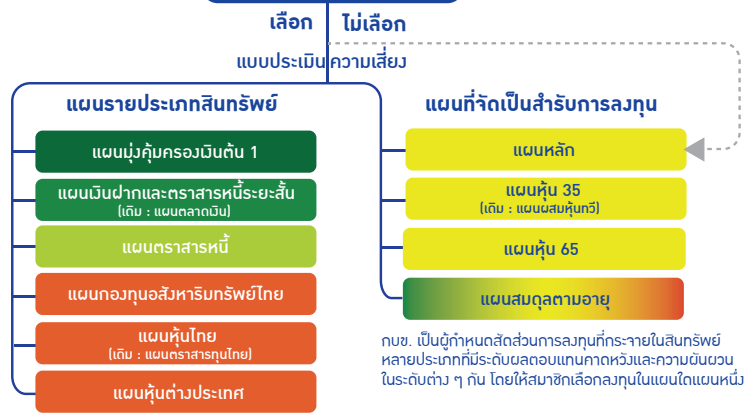 เลือก
ไม่เลือก
แบบประเมินความเสี่ยง
แผนรายประเภทสินทรัพย์
แผนมุ่งคุ้มครองเงินต้น 1
แผนเงินฝากและตราสารหนี้ระยะสั้น
(เดิม : แผนตลาดเงิน)
แผนตราสารหนี้
แผนกองทุนอสังหาริมทรัพย์ไทย
แผนหุ้นไทย
(เดิม : แผนตราสารทุนไทย)
แผนหุ้นต่างประเทศ
แผนที่จัดเป็นสำรับการลงทุน
แผนหลัก
แผนหุ้น 35
(เดิม : แผนผสมหุ้นทวี)
แผนหุ้น 65
แผนสมดุลตามอายุ
กบข. เป็นผู้กำหนดสัดส่วนการลงทุนที่กระจายในสินทรัพย์
หลายประเภทที่มีระดับผลตอบแทนคาดหวังและความผันผวน
ในระดับต่าง ๆ กัน โดยให้สมาชิกเลือกลงทุนในแผนใดแผนหนึ่ง